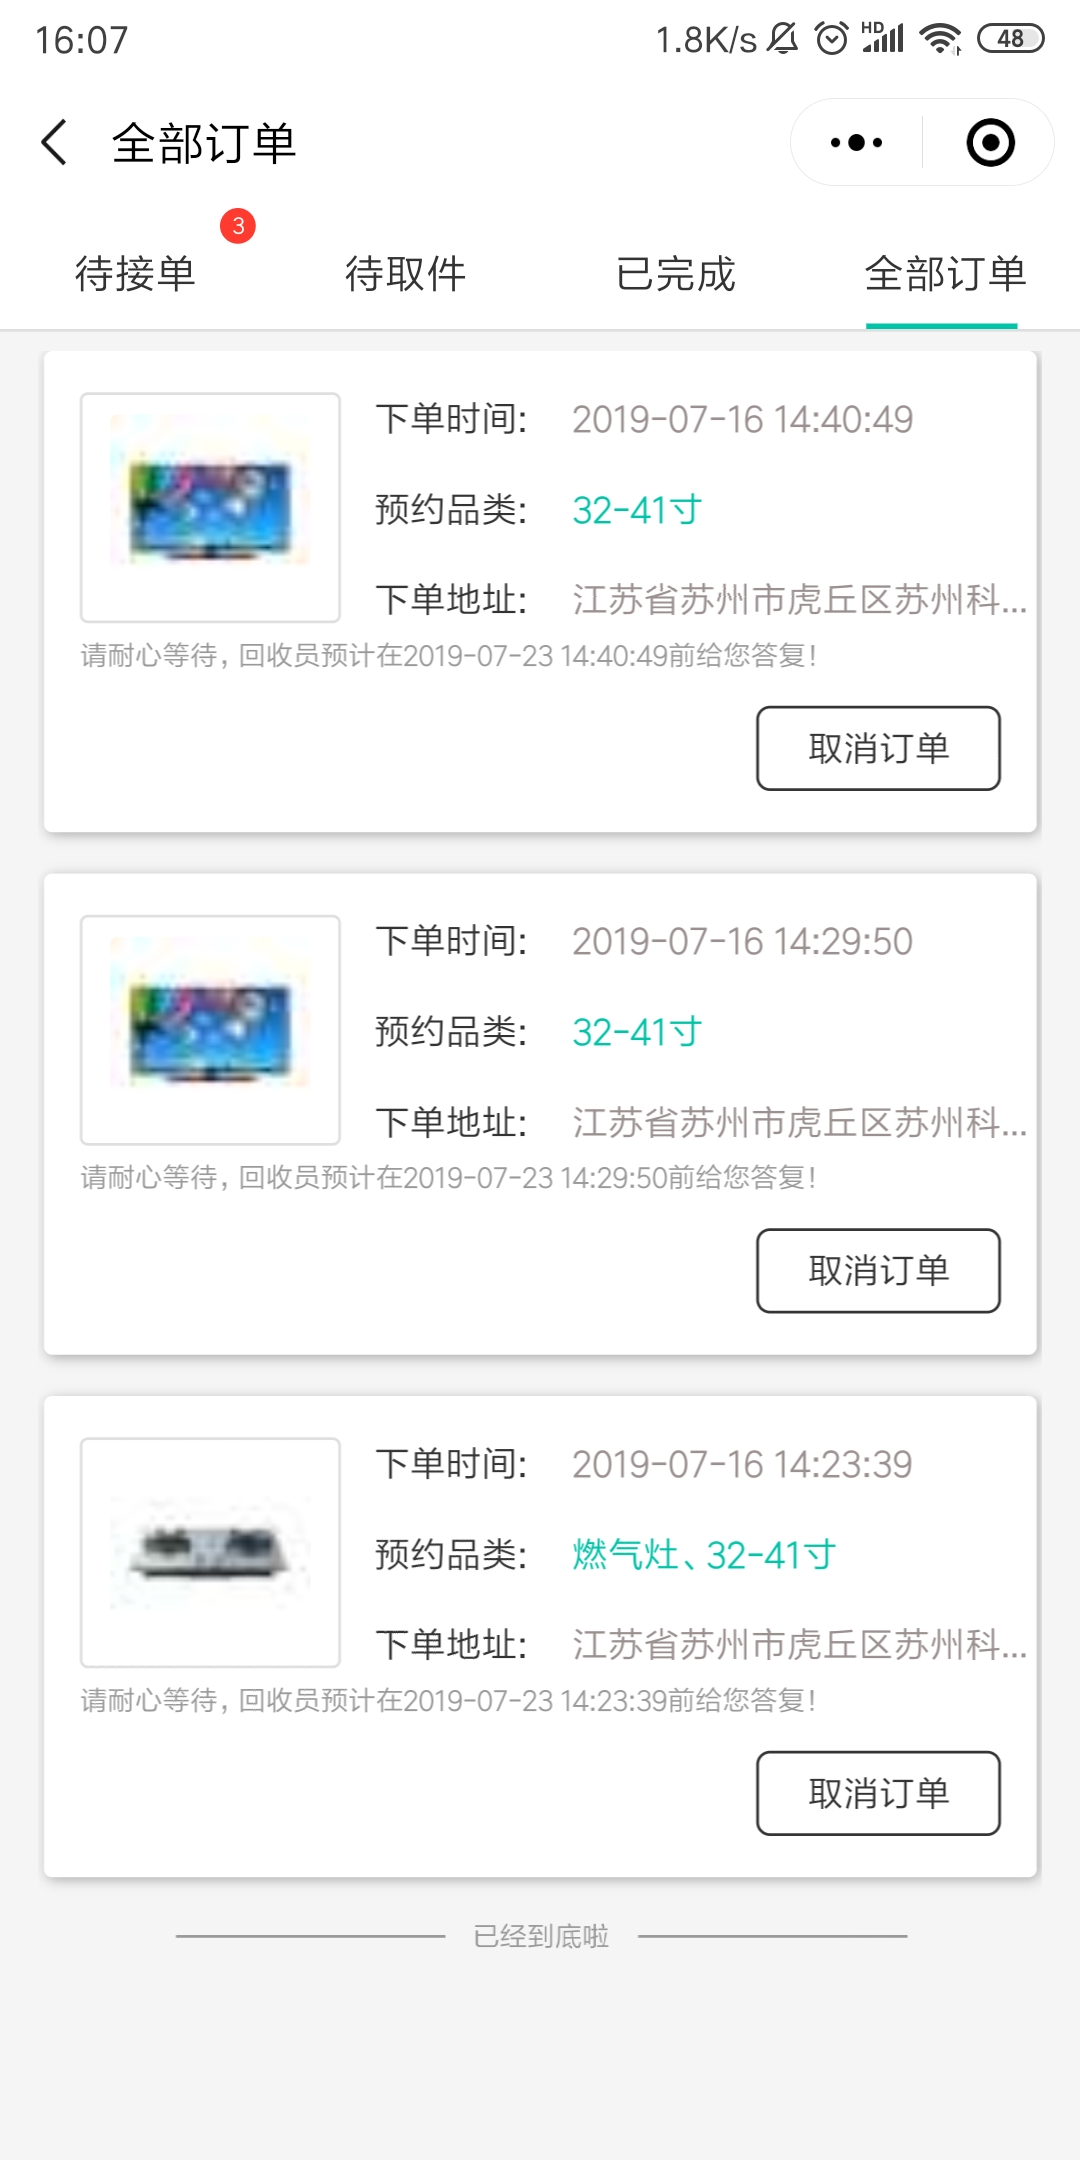 16:07
1.8K/s HD 48
全部订单
3
待接单 待取件 已完成 全部订单
下单时间: 2019-07-16 14:40:49
预约品类: 32-41寸
下单地址: 江苏省苏州市虎丘区苏州科...
请耐心等待,回收员预计在2019-07-23 14:40:49前给您答复!
取消订单
下单时间: 2019-07-16 14:29:50
预约品类: 32-41寸
下单地址: 江苏省苏州市虎丘区苏州科...
请耐心等待,回收员预计在2019-07-23 14:29:50前给您答复!
取消订单
下单时间: 2019-07-16 14:23:39
预约品类: 燃气灶、32-41寸
下单地址: 江苏省苏州市虎丘区苏州科...
请耐心等待,回收员预计在2019-07-23 14:23:39前给您答复!
取消订单
已经到底啦